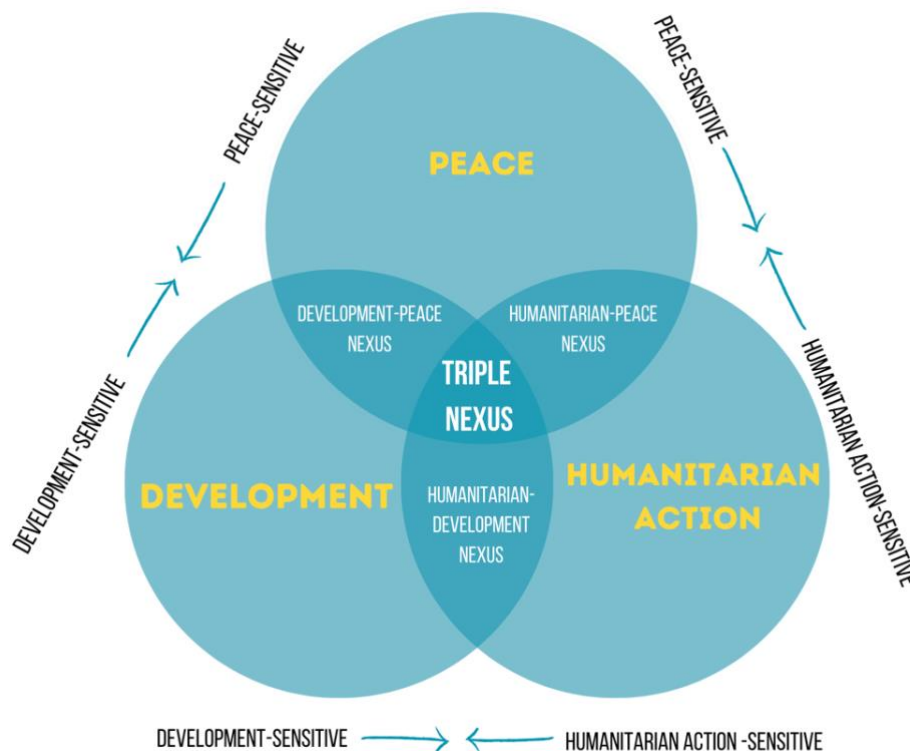 PEACE-SENSITIVE
PEACE-SENSITIVE
PEACE
DEVELOPMENT-PEACE
NEXUS
HUMANITARIAN-PEACE
NEXUS
TRIPLE
NEXUS
DEVELOPMENT-SENSITIVE
HUMANITARIAN ACTION-SENSITIVE
DEVELOPMENT
HUMANITARIAN
ACTION
HUMANITARIAN-
DEVELOPMENT
NEXUS
DEVELOPMENT-SENSITIVE
HUMANITARIAN ACTION -SENSITIVE